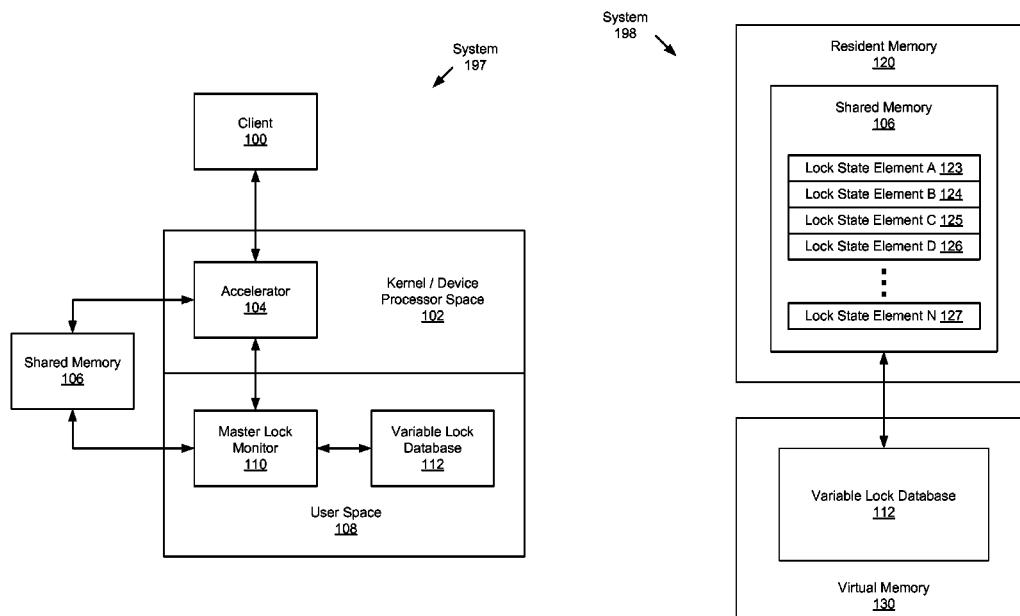 System
197
Client
100
Accelerator
104
Kernel / Device
Processor Space
102
Shared Memory
106
Master Lock
Monitor
110
Variable Lock
Database
112
User Space
108
System
198
Resident Memory
120
Shared Memory
106
Lock State Element A 123
Lock State Element B 124
Lock State Element C 125
Lock State Element D 126
Lock State Element N 127
Variable Lock Database
112
Virtual Memory
130